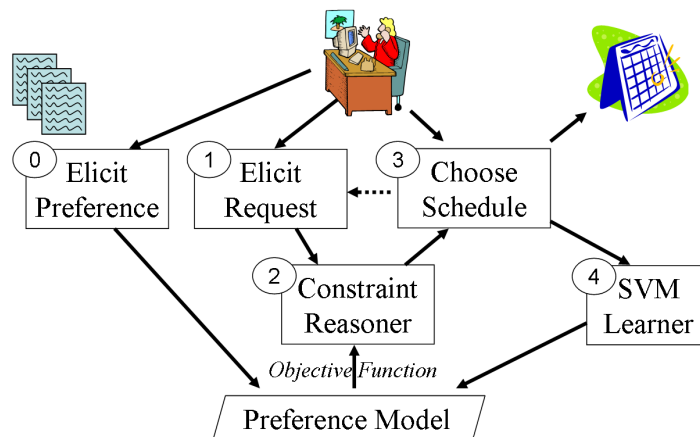 0
Elicit
Preference
1
Elicit
Request
3
Choose
Schedule
2
Constraint
Reasoner
4
SVM
Learner
Objective Function
Preference Model